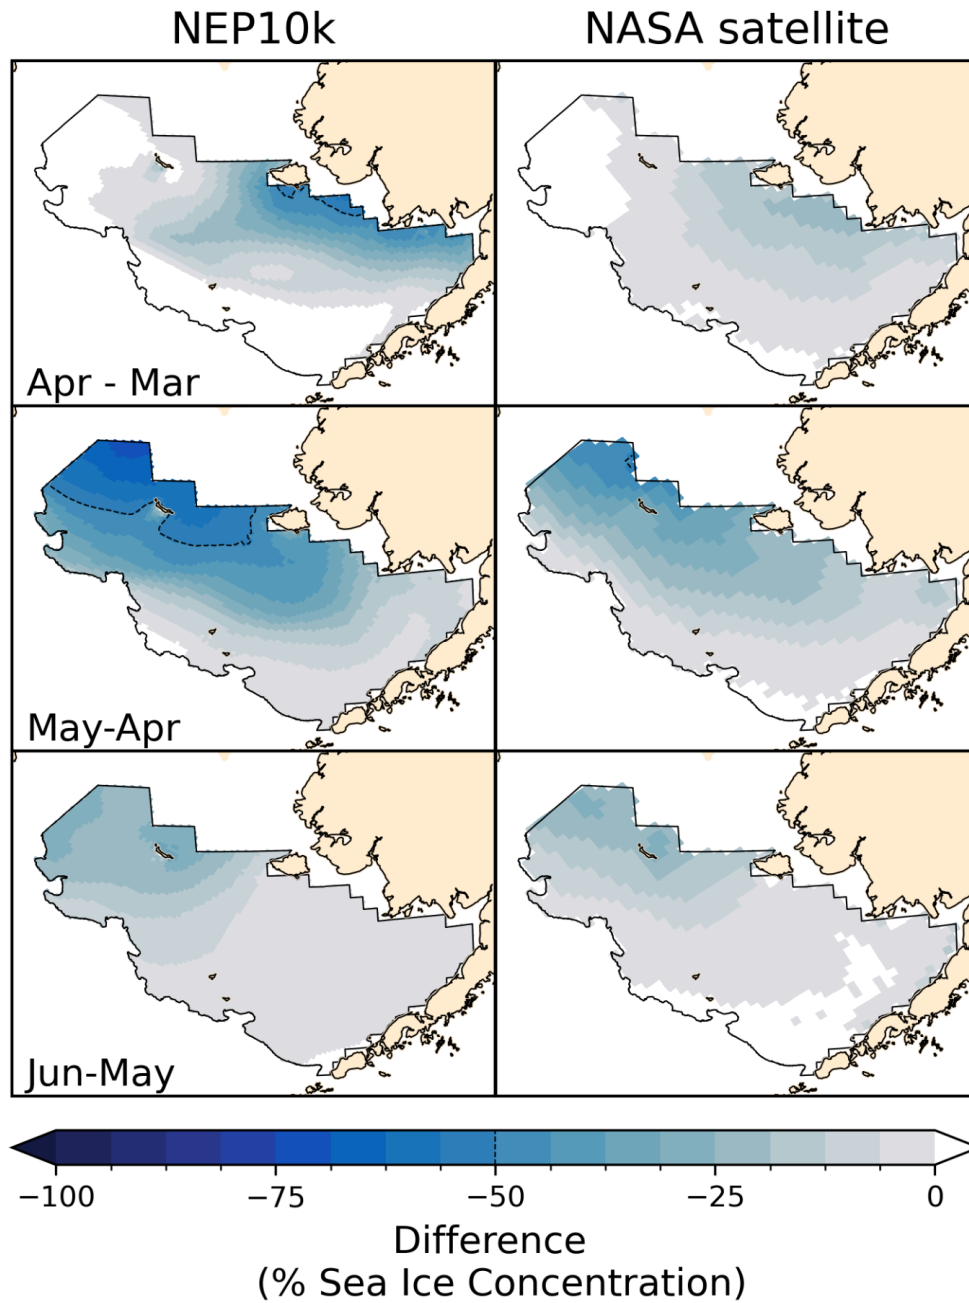 NEP10k
NASA satellite
Apr - Mar
May-Apr
Jun-May
−100 −75 −50 −25 0
Difference
(% Sea Ice Concentration)